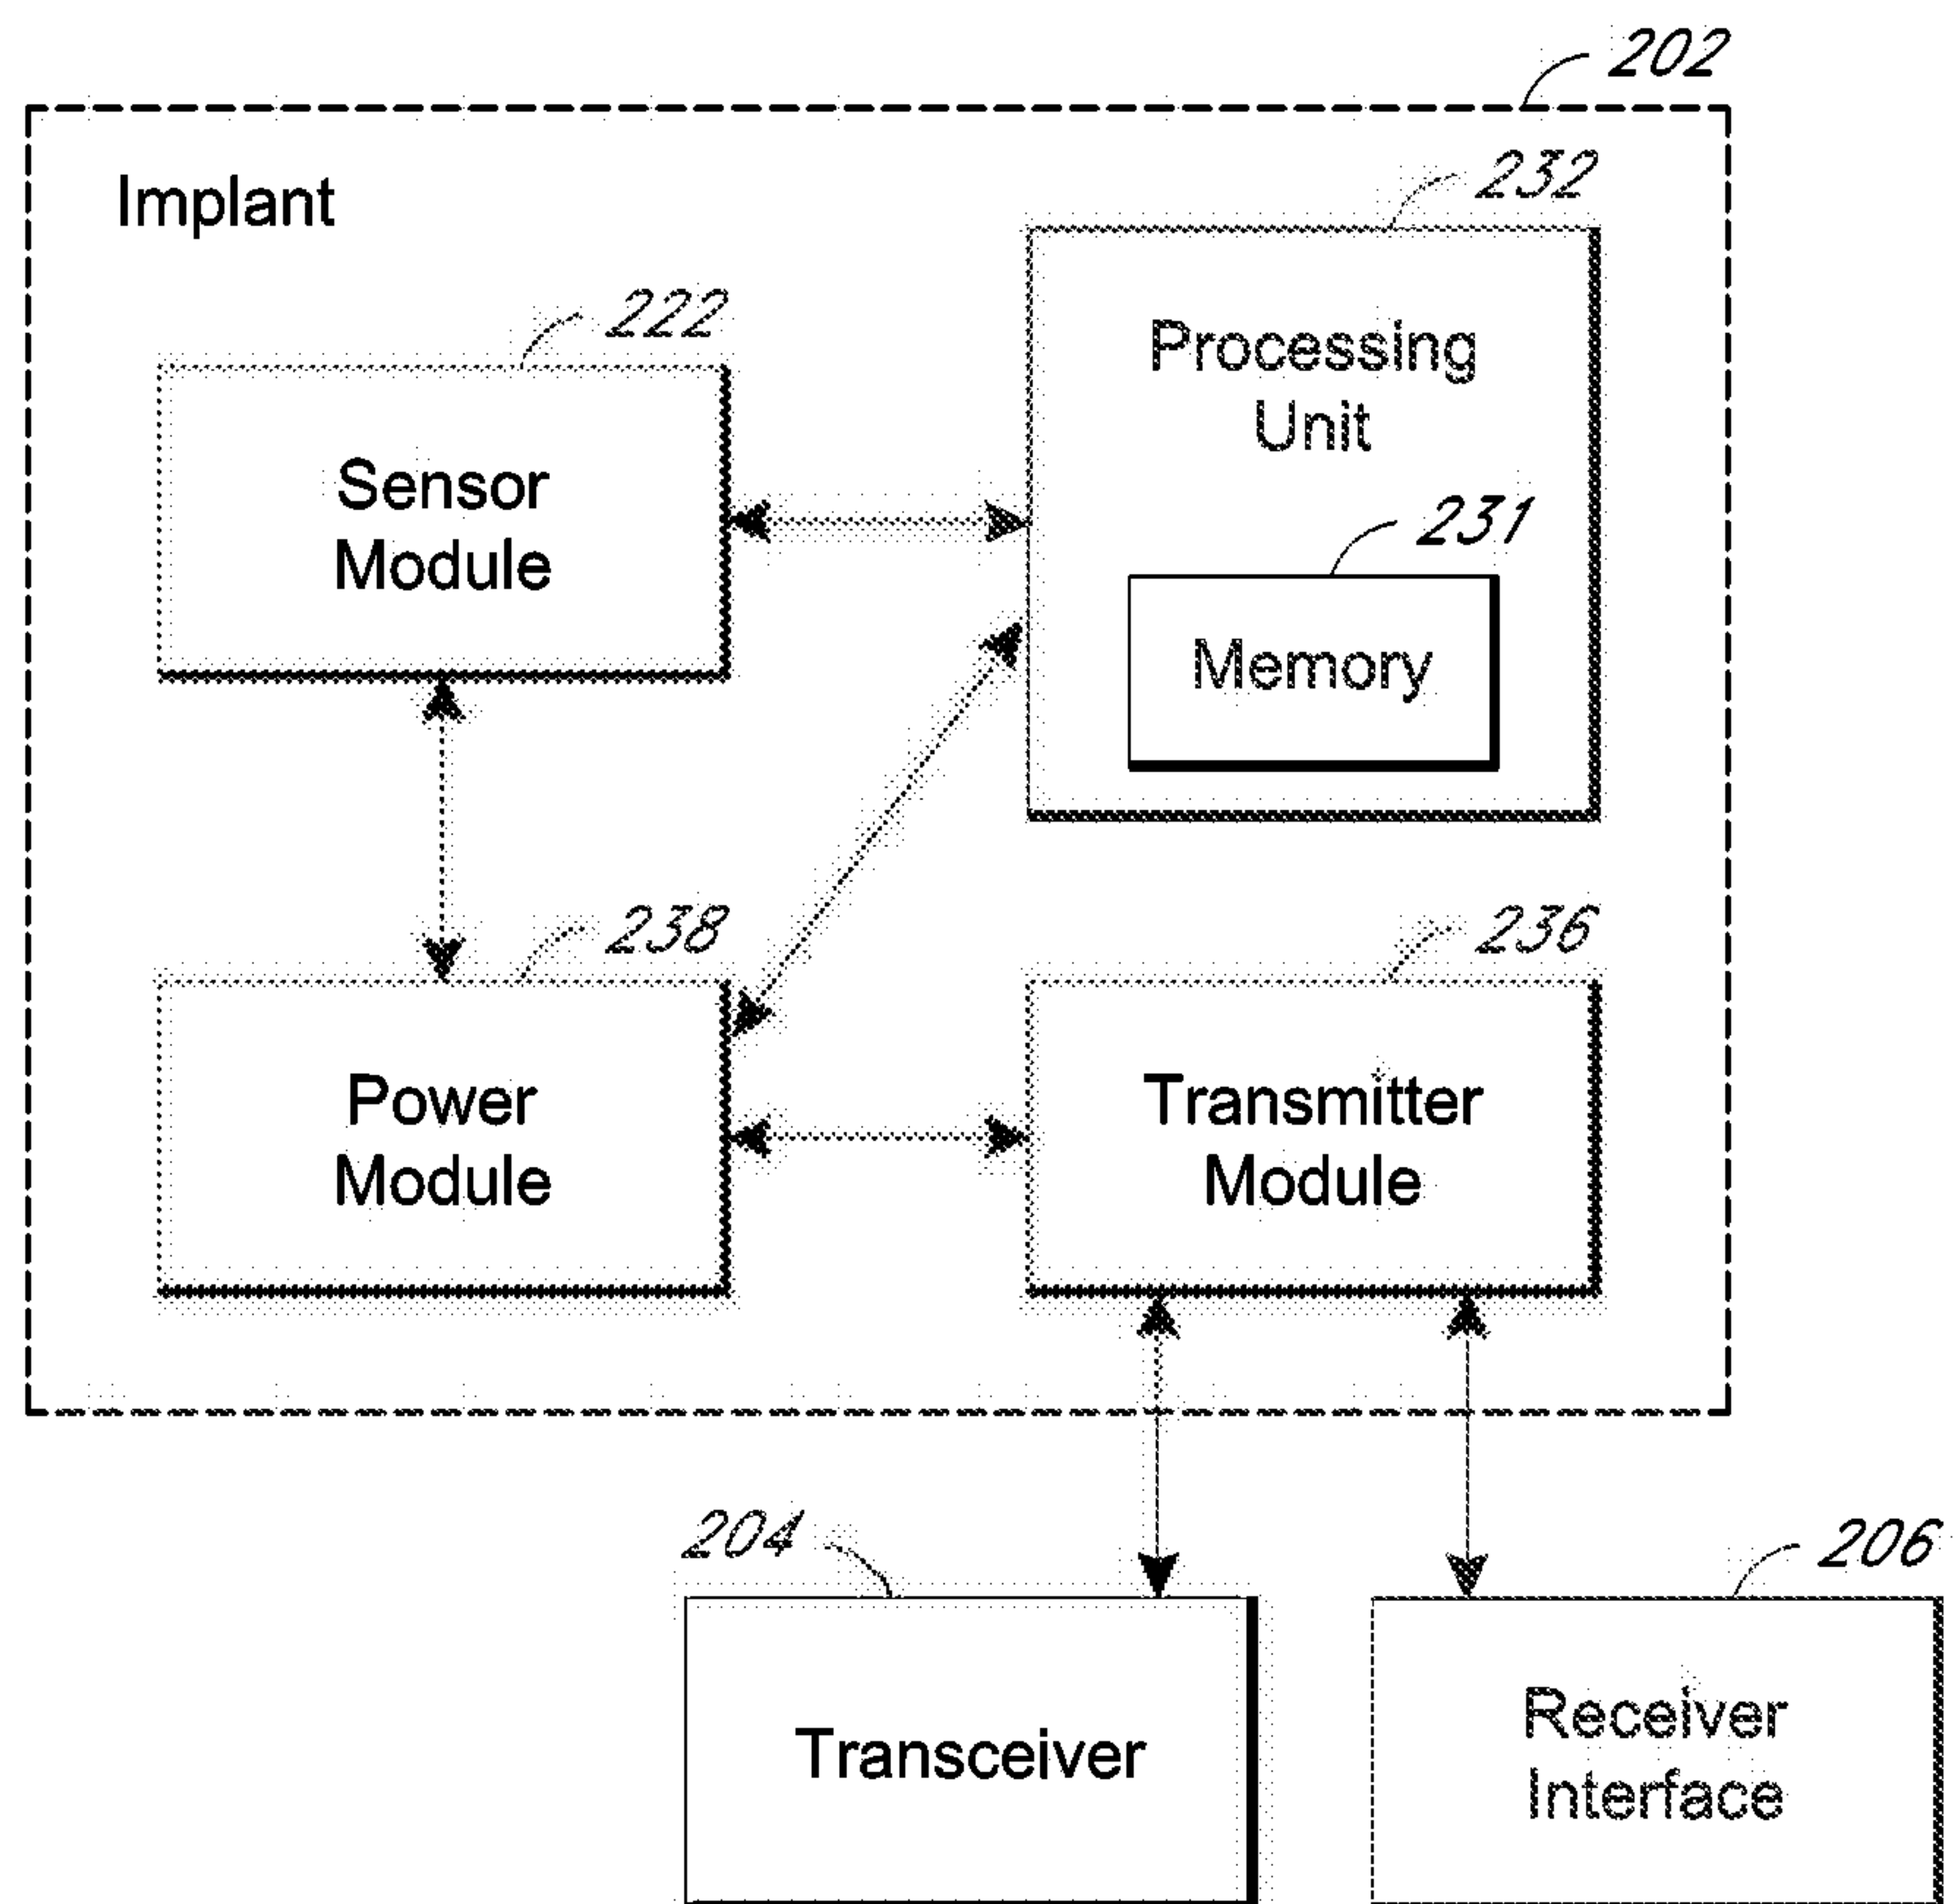 202
Implant
232
222
Processing
Unit
Sensor
Module
231
Memory
238
236
Power
Module
Transmitter
Module
204
206
Transceiver
Receiver
Interface